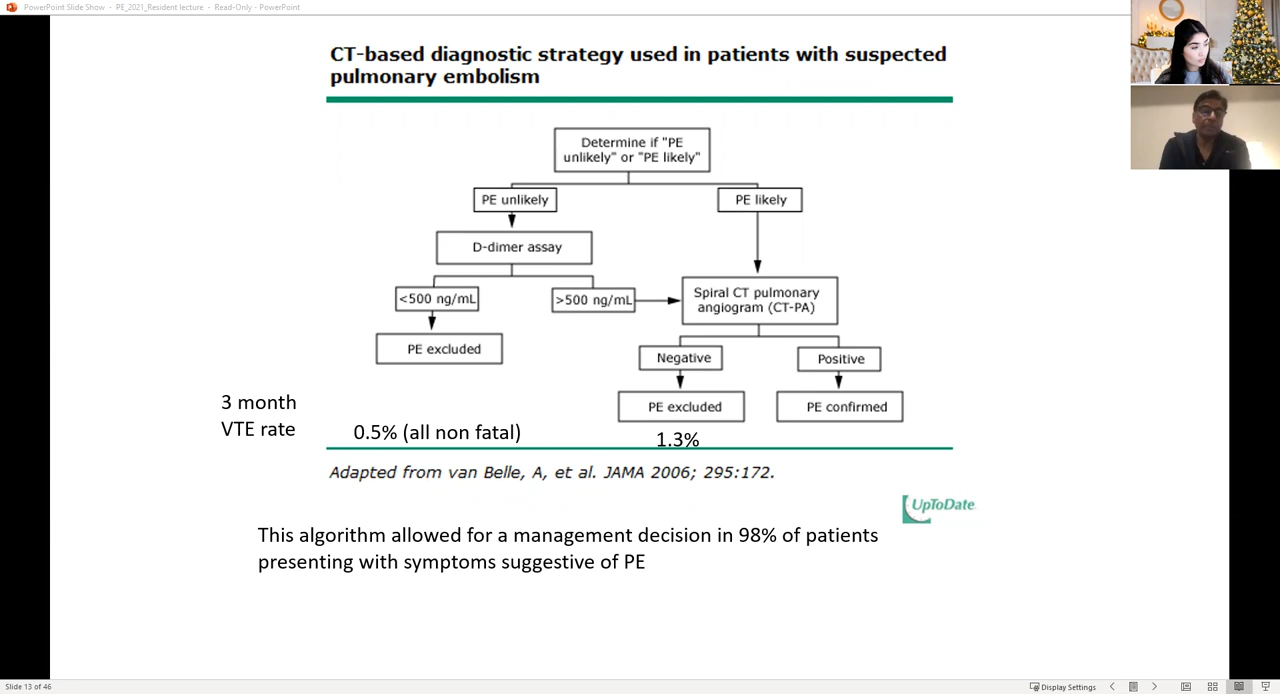 PowerPoint Slide Show - PE_2021_Resident lecture - Read-Only - PowerPoint
CT-based diagnostic strategy used in patients with suspected
pulmonary embolism
Determine if "PE
unlikely" or "PE likely"
PE unlikely
PE likely
D-dimer assay
<500 ng/mL
>500 ng/mL
Spiral CT pulmonary
angiogram (CT-PA)
PE excluded
Negative
Positive
PE excluded
PE confirmed
3 month
VTE rate
0.5% (all non fatal)
1.3%
Adapted from van Belle, A, et al. JAMA 2006; 295:172.
UpToDate
This algorithm allowed for a management decision in 98% of patients
presenting with symptoms suggestive of PE
Slide 13 of 46
Display Settings